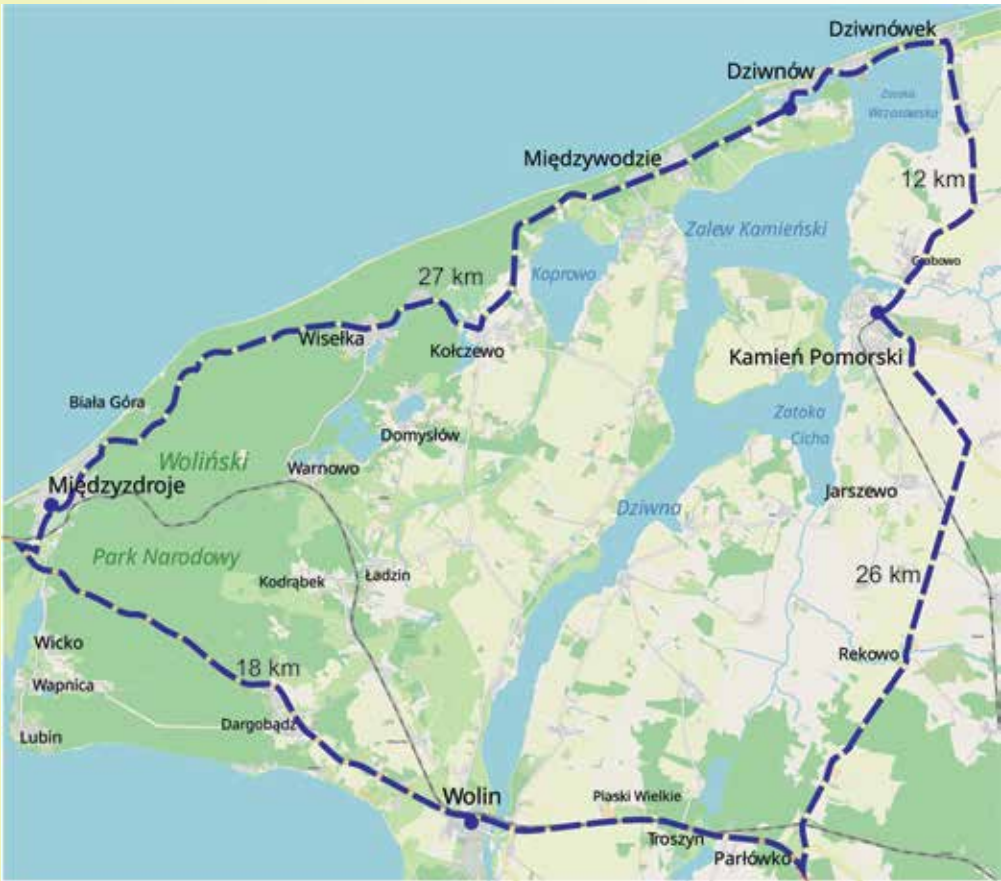 Dziwnówek
Dziwnów
Zatoka
Wrzosowska
Międzywodzie
12 km
Zalew Kamieński
Grabowo
Koprowo
27 km
Wisełka
Kołczewo
Kamień Pomorski
Biała Góra
Zatoka
Cicha
Domysłów
Woliński
Warnowo
Międzyzdroje
Jarszewo
Dziwna
Park Narodowy
Kodrąbek
Ładzin
26 km
Wicko
Rekowo
18 km
Wapnica
Dargobądz
Lubin
Wolin
Piaski Wielkie
Troszyn
Parłówko